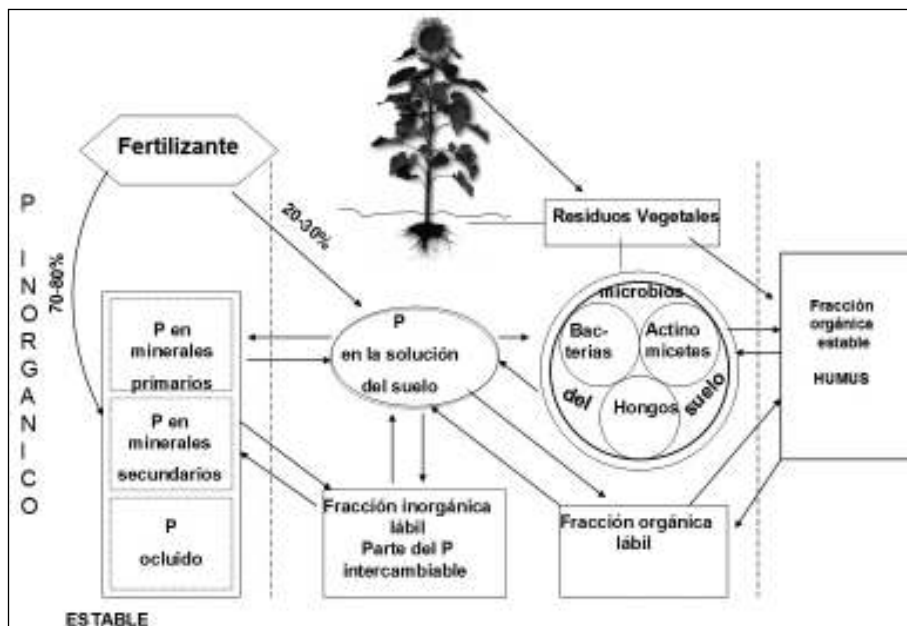 Fertilizante
P INORGANICO
70-80%
20-30%
Residuos Vegetales
P en
minerales
primarios
P en
minerales
secundarios
P
ocluido
ESTABLE
P
en la solución
del suelo
microbios
Bac-
terias
Actino
micetes
Hongos
del
suelo
Fracción
orgánica
estable
HUMUS
Fracción inorgánica
lábil
Parte del P
intercambiable
Fracción orgánica
lábil